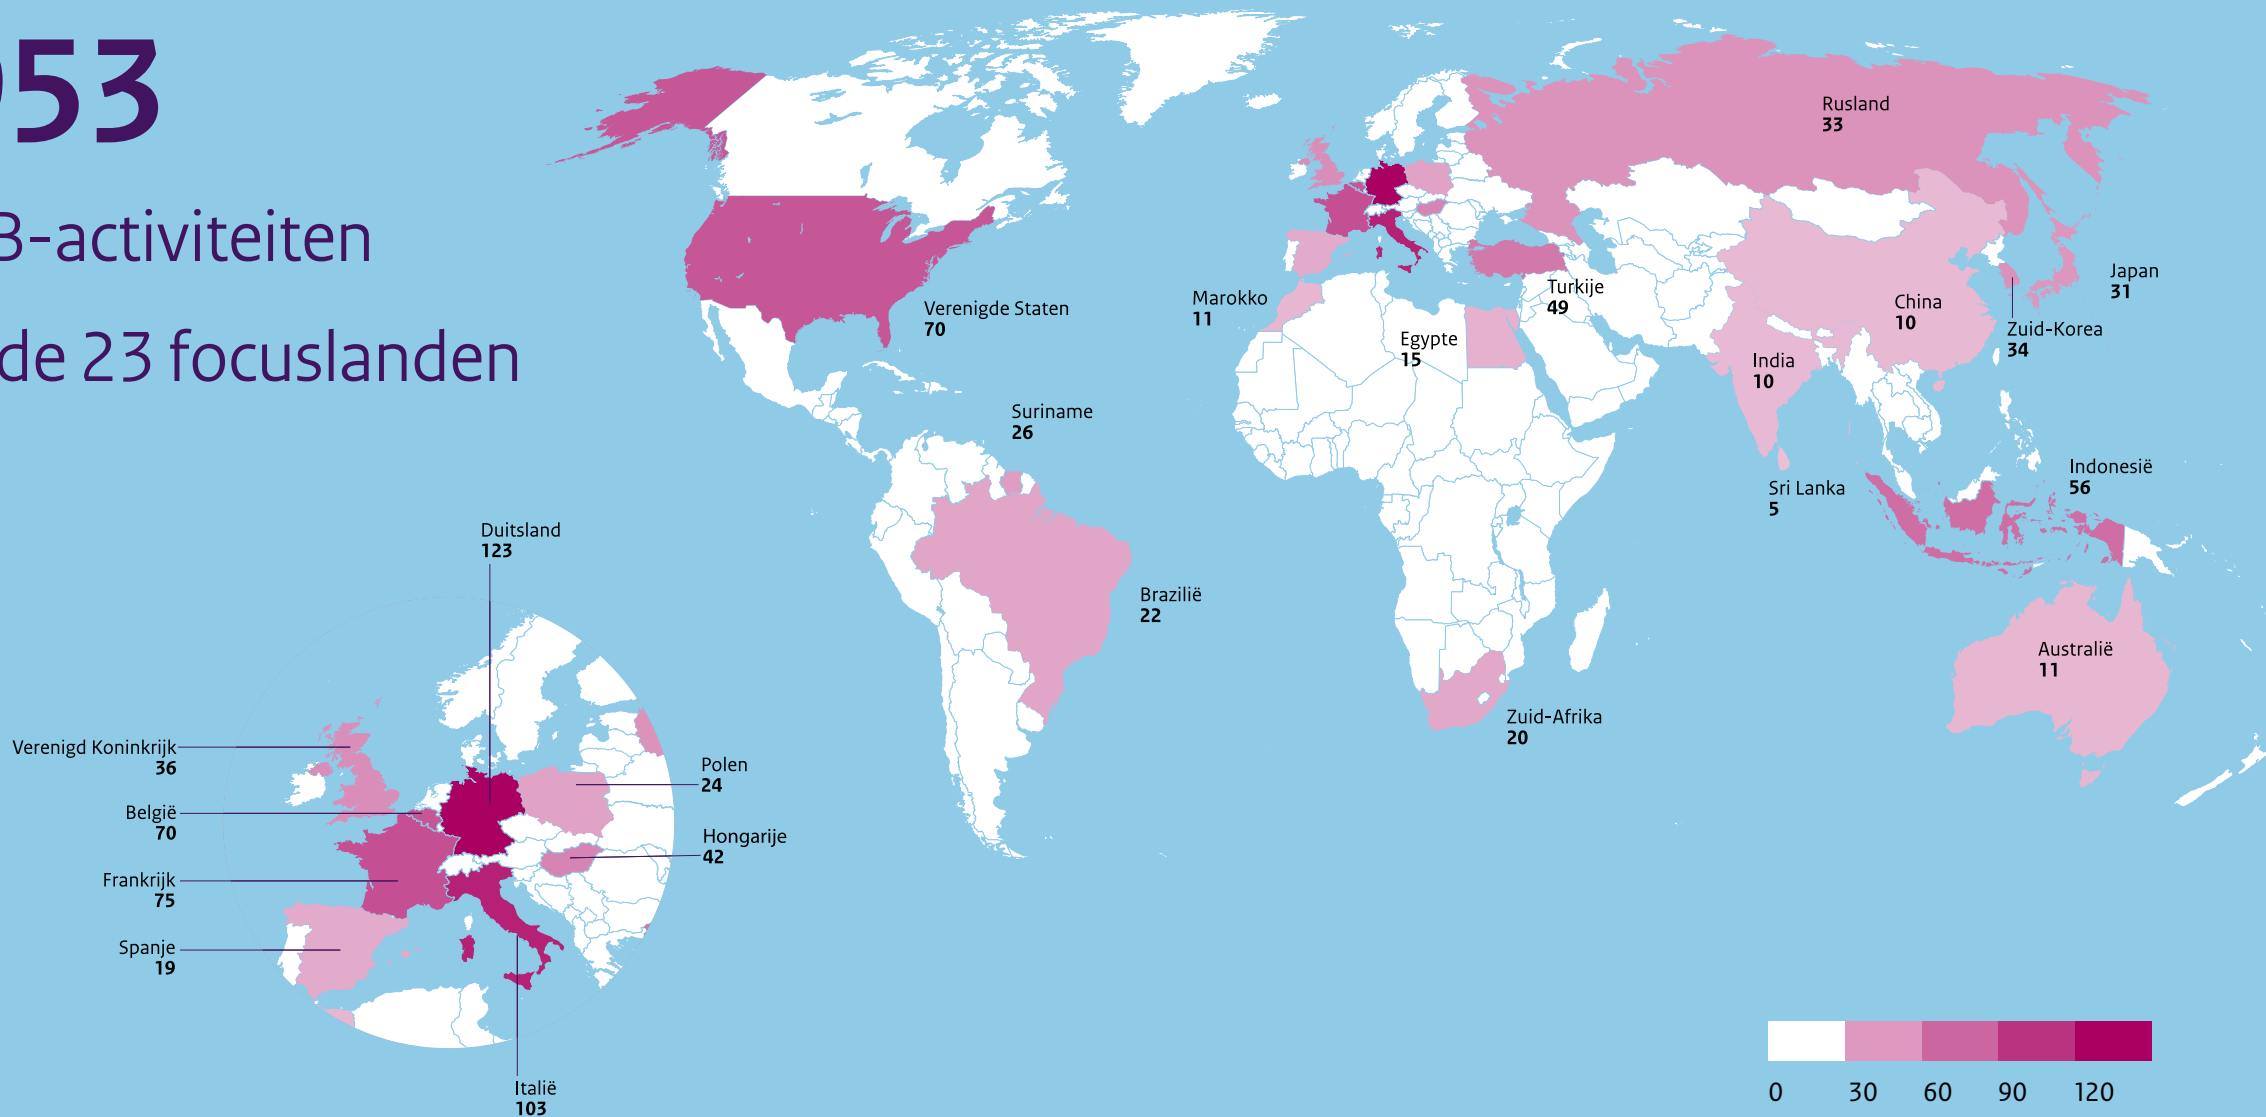 953
B-activiteiten
de 23 focuslanden
Rusland
33
Verenigde Staten
70
Marokko
11
Egypte
15
Turkije
49
Japan
31
China
10
Zuid-Korea
34
India
10
Suriname
26
Sri Lanka
5
Indonesië
56
Brazilië
22
Australië
11
Zuid-Afrika
20
Duitsland
123
Verenigd Koninkrijk
36
België
70
Frankrijk
75
Spanje
19
Polen
24
Hongarije
42
Italië
103
0 30 60 90 120